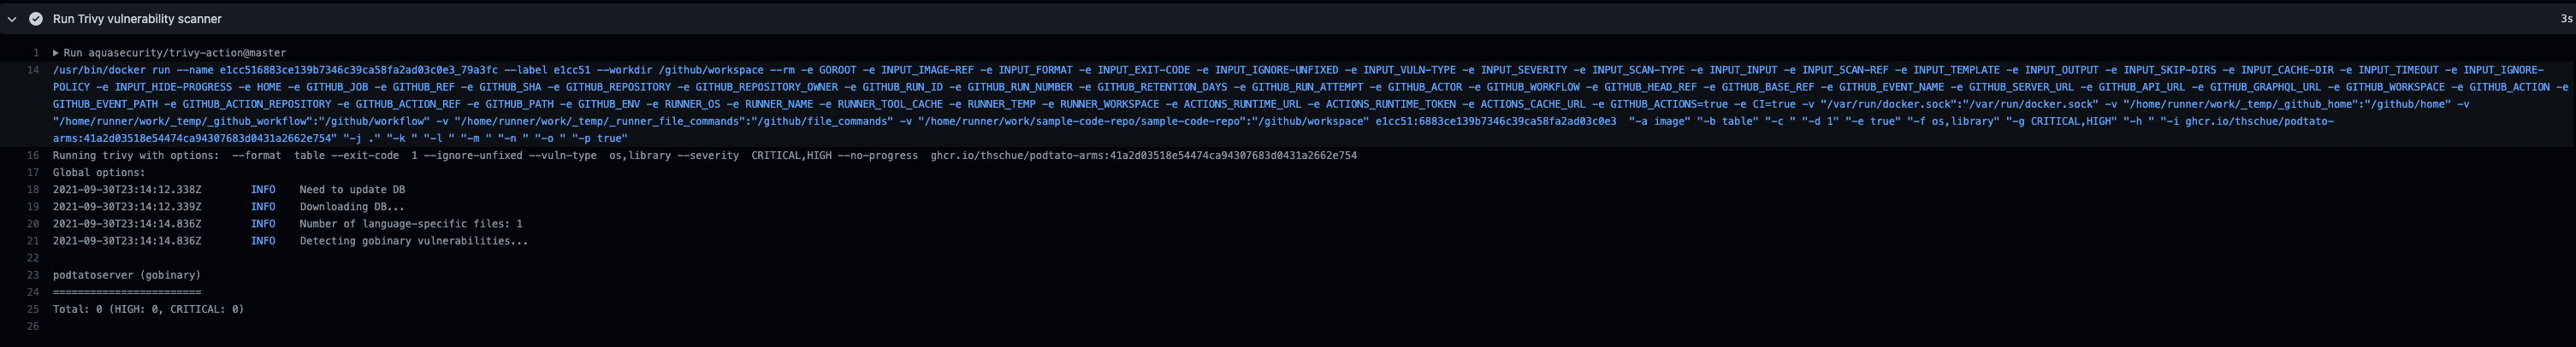 Run Trivy vulnerability scanner
3s
1 ▶ Run aquasecurity/trivy-action@master
14 /usr/bin/docker run --name e1cc516883ce139b7346c39ca58fa2ad03c0e3_79a3fc --label e1cc51 --workdir /github/workspace --rm -e GOROOT -e INPUT_IMAGE-REF -e INPUT_FORMAT -e INPUT_EXIT-CODE -e INPUT_IGNORE-UNFIXED -e INPUT_VULN-TYPE -e INPUT_SEVERITY -e INPUT_SCAN-TYPE -e INPUT_INPUT -e INPUT_SCAN-REF -e INPUT_TEMPLATE -e INPUT_OUTPUT -e INPUT_SKIP-DIRS -e INPUT_CACHE-DIR -e INPUT_TIMEOUT -e INPUT_IGNORE-
POLICY -e INPUT_HIDE-PROGRESS -e HOME -e GITHUB_JOB -e GITHUB_REF -e GITHUB_SHA -e GITHUB_REPOSITORY -e GITHUB_REPOSITORY_OWNER -e GITHUB_RUN_ID -e GITHUB_RUN_NUMBER -e GITHUB_RETENTION_DAYS -e GITHUB_RUN_ATTEMPT -e GITHUB_ACTOR -e GITHUB_WORKFLOW -e GITHUB_HEAD_REF -e GITHUB_BASE_REF -e GITHUB_EVENT_NAME -e GITHUB_SERVER_URL -e GITHUB_API_URL -e GITHUB_GRAPHQL_URL -e GITHUB_WORKSPACE -e GITHUB_ACTION -e
GITHUB_EVENT_PATH -e GITHUB_ACTION_REPOSITORY -e GITHUB_ACTION_REF -e GITHUB_PATH -e GITHUB_ENV -e RUNNER_OS -e RUNNER_NAME -e RUNNER_TOOL_CACHE -e RUNNER_TEMP -e RUNNER_WORKSPACE -e ACTIONS_RUNTIME_URL -e ACTIONS_RUNTIME_TOKEN -e ACTIONS_CACHE_URL -e GITHUB_ACTIONS=true -e CI=true -v "/var/run/docker.sock":"/var/run/docker.sock" -v "/home/runner/work/_temp/_github_home":"/github/home" -v
"/home/runner/work/_temp/_github_workflow":"/github/workflow" -v "/home/runner/work/_temp/_runner_file_commands":"/github/file_commands" -v "/home/runner/work/sample-code-repo/sample-code-repo":"/github/workspace" e1cc51:6883ce139b7346c39ca58fa2ad03c0e3 "-a image" "-b table" "-c " "-d 1" "-e true" "-f os,library" "-g CRITICAL,HIGH" "-h " "-i ghcr.io/thschue/podtato-
arms:41a2d03518e54474ca94307683d0431a2662e754" "-j ." "-k " "-l " "-m " "-n " "-o " "-p true"
16 Running trivy with options: --format table --exit-code 1 --ignore-unfixed --vuln-type os,library --severity CRITICAL,HIGH --no-progress ghcr.io/thschue/podtato-arms:41a2d03518e54474ca94307683d0431a2662e754
17 Global options:
18 2021-09-30T23:14:12.338Z INFO Need to update DB
19 2021-09-30T23:14:12.339Z INFO Downloading DB...
20 2021-09-30T23:14:14.836Z INFO Number of language-specific files: 1
21 2021-09-30T23:14:14.836Z INFO Detecting gobinary vulnerabilities...
22
23 podtatoserver (gobinary)
24 ========================
25 Total: 0 (HIGH: 0, CRITICAL: 0)
26